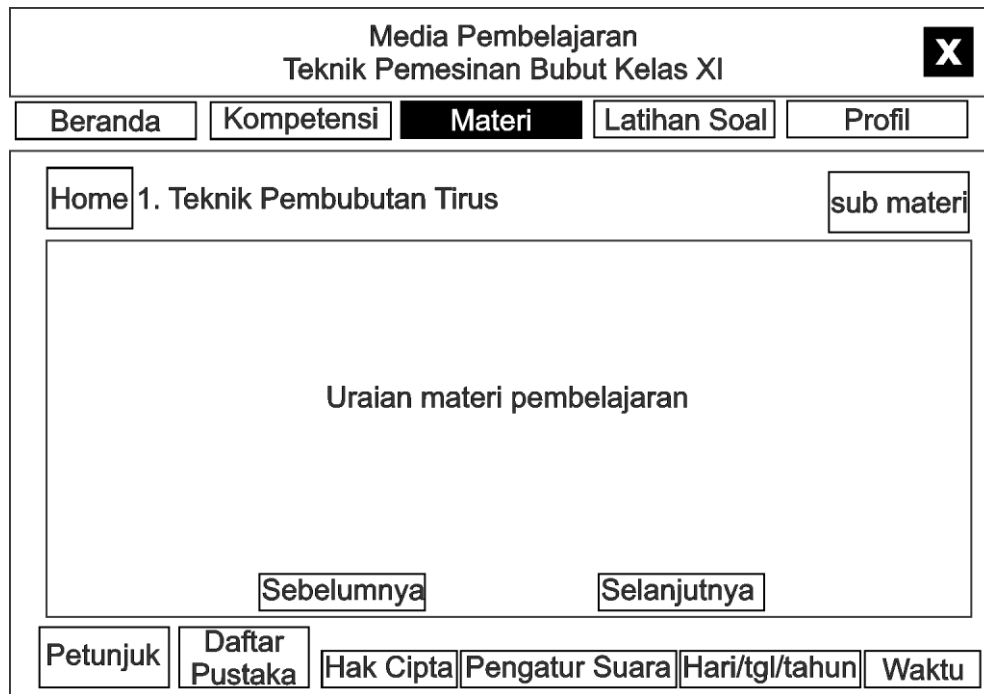 Media Pembelajaran
Teknik Pemesinan Bubut Kelas XI
X
Beranda
Kompetensi
Materi
Latihan Soal
Profil
Home
1. Teknik Pembubutan Tirus
sub materi
Uraian materi pembelajaran
Sebelumnya
Selanjutnya
Petunjuk
Daftar
Pustaka
Hak Cipta
Pengatur Suara
Hari/tgl/tahun
Waktu